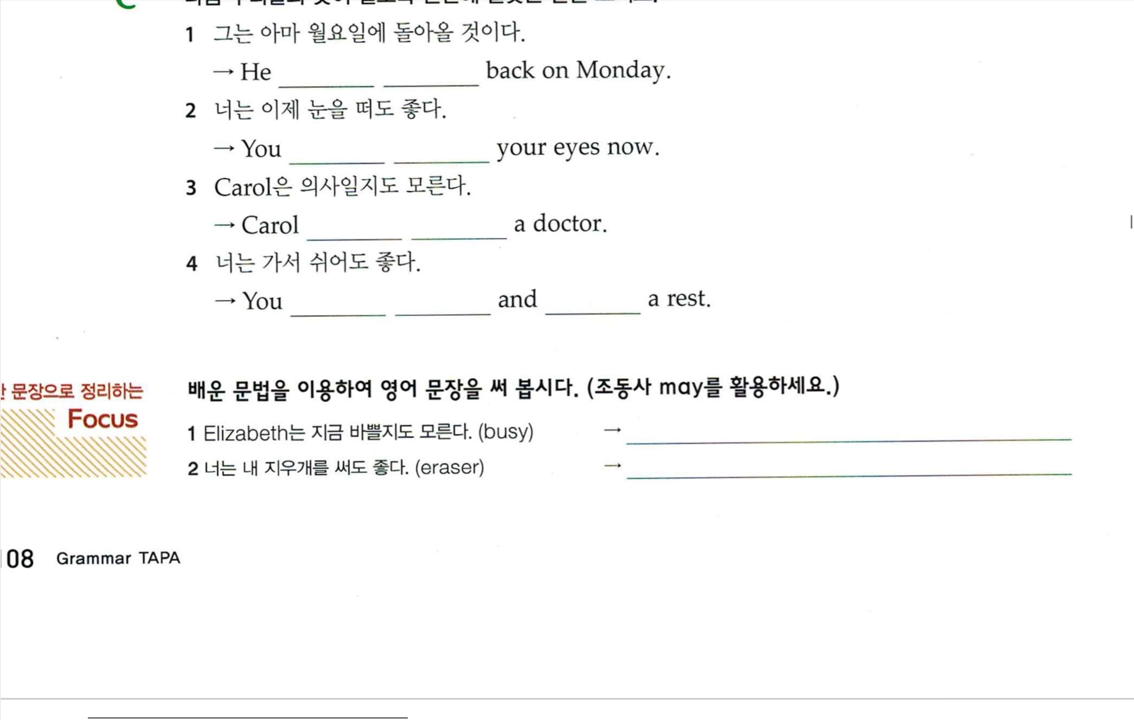 1 그는 아마 월요일에 돌아올 것이다.
→ He ________ ________ back on Monday.
2 너는 이제 눈을 떠도 좋다.
→ You ________ ________ your eyes now.
3 Carol은 의사일지도 모른다.
→ Carol ________ ________ a doctor.
4 너는 가서 쉬어도 좋다.
→ You ________ ________ and ________ a rest.
문장으로 정리하는
Focus
배운 문법을 이용하여 영어 문장을 써 봅시다. (조동사 may를 활용하세요.)
1 Elizabeth는 지금 바쁠지도 모른다. (busy) → ________
2 너는 내 지우개를 써도 좋다. (eraser) → ________
08 Grammar TAPA